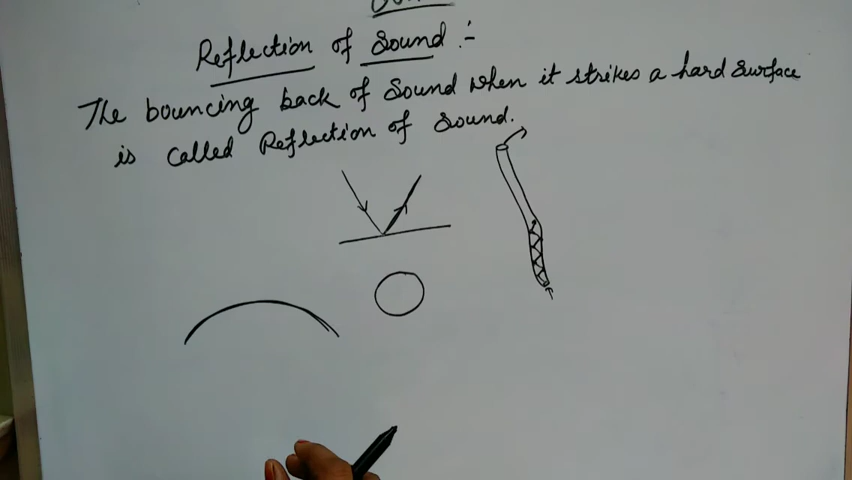 Reflection of Sound :-
The bouncing back of Sound when it strikes a hard surface
is called Reflection of Sound.